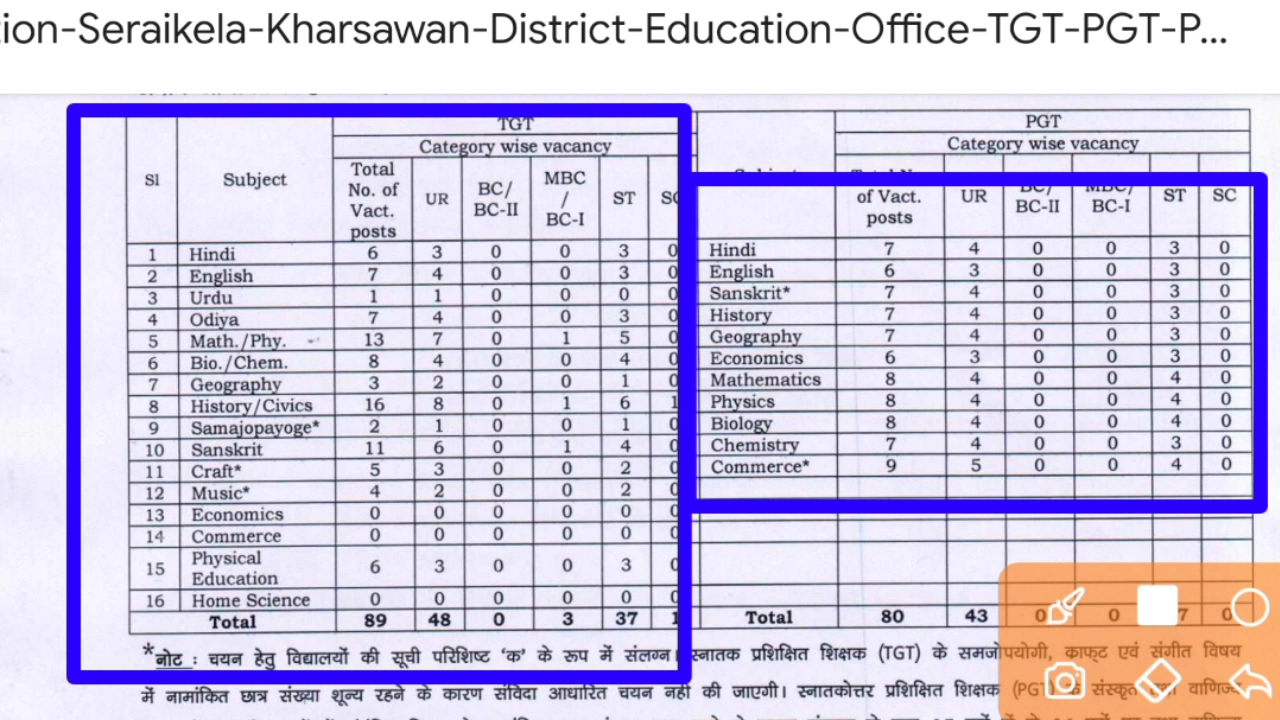 ion-Seraikela-Kharsawan-District-Education-Office-TGT-PGT-P...
TGT PGT
Category wise vacancy Category wise vacancy
Sl Subject Total No. of Vact. posts UR BC/ BC-II MBC / BC-I ST SC of Vact. posts UR BC/ BC-II MBC/ BC-I ST SC
1 Hindi 6 3 0 0 3 0 Hindi 7 4 0 0 3 0
2 English 7 4 0 0 3 0 English 6 3 0 0 3 0
3 Urdu 1 1 0 0 0 0 Sanskrit* 7 4 0 0 3 0
4 Odiya 7 4 0 0 3 0 History 7 4 0 0 3 0
5 Math./Phy. 13 7 0 1 5 0 Geography 7 4 0 0 3 0
6 Bio./Chem. 8 4 0 0 4 0 Economics 6 3 0 0 3 0
7 Geography 3 2 0 0 1 0 Mathematics 8 4 0 0 4 0
8 History/Civics 16 8 0 1 6 1 Physics 8 4 0 0 4 0
9 Samajopayoge* 2 1 0 0 1 0 Biology 8 4 0 0 4 0
10 Sanskrit 11 6 0 1 4 0 Chemistry 7 4 0 0 3 0
11 Craft* 5 3 0 0 2 0 Commerce* 9 5 0 0 4 0
12 Music* 4 2 0 0 2 0
13 Economics 0 0 0 0 0 0
14 Commerce 0 0 0 0 0 0
15 Physical Education 6 3 0 0 3 0
16 Home Science 0 0 0 0 0 0
Total 89 48 0 3 37 1 Total 80 43 0 0 7 0
*नोट : चयन हेतु विद्यालयों की सूची परिशिष्ट 'क' के रूप में संलग्न। स्नातक प्रशिक्षित शिक्षक (TGT) के समजोपयोगी, काफ्ट एवं संगीत विषय
में नामांकित छात्र संख्या शून्य रहने के कारण संविदा आधारित चयन नही की जाएगी। स्नातकोत्तर प्रशिक्षित शिक्षक (PGT) के संस्कृत वाणिज्य